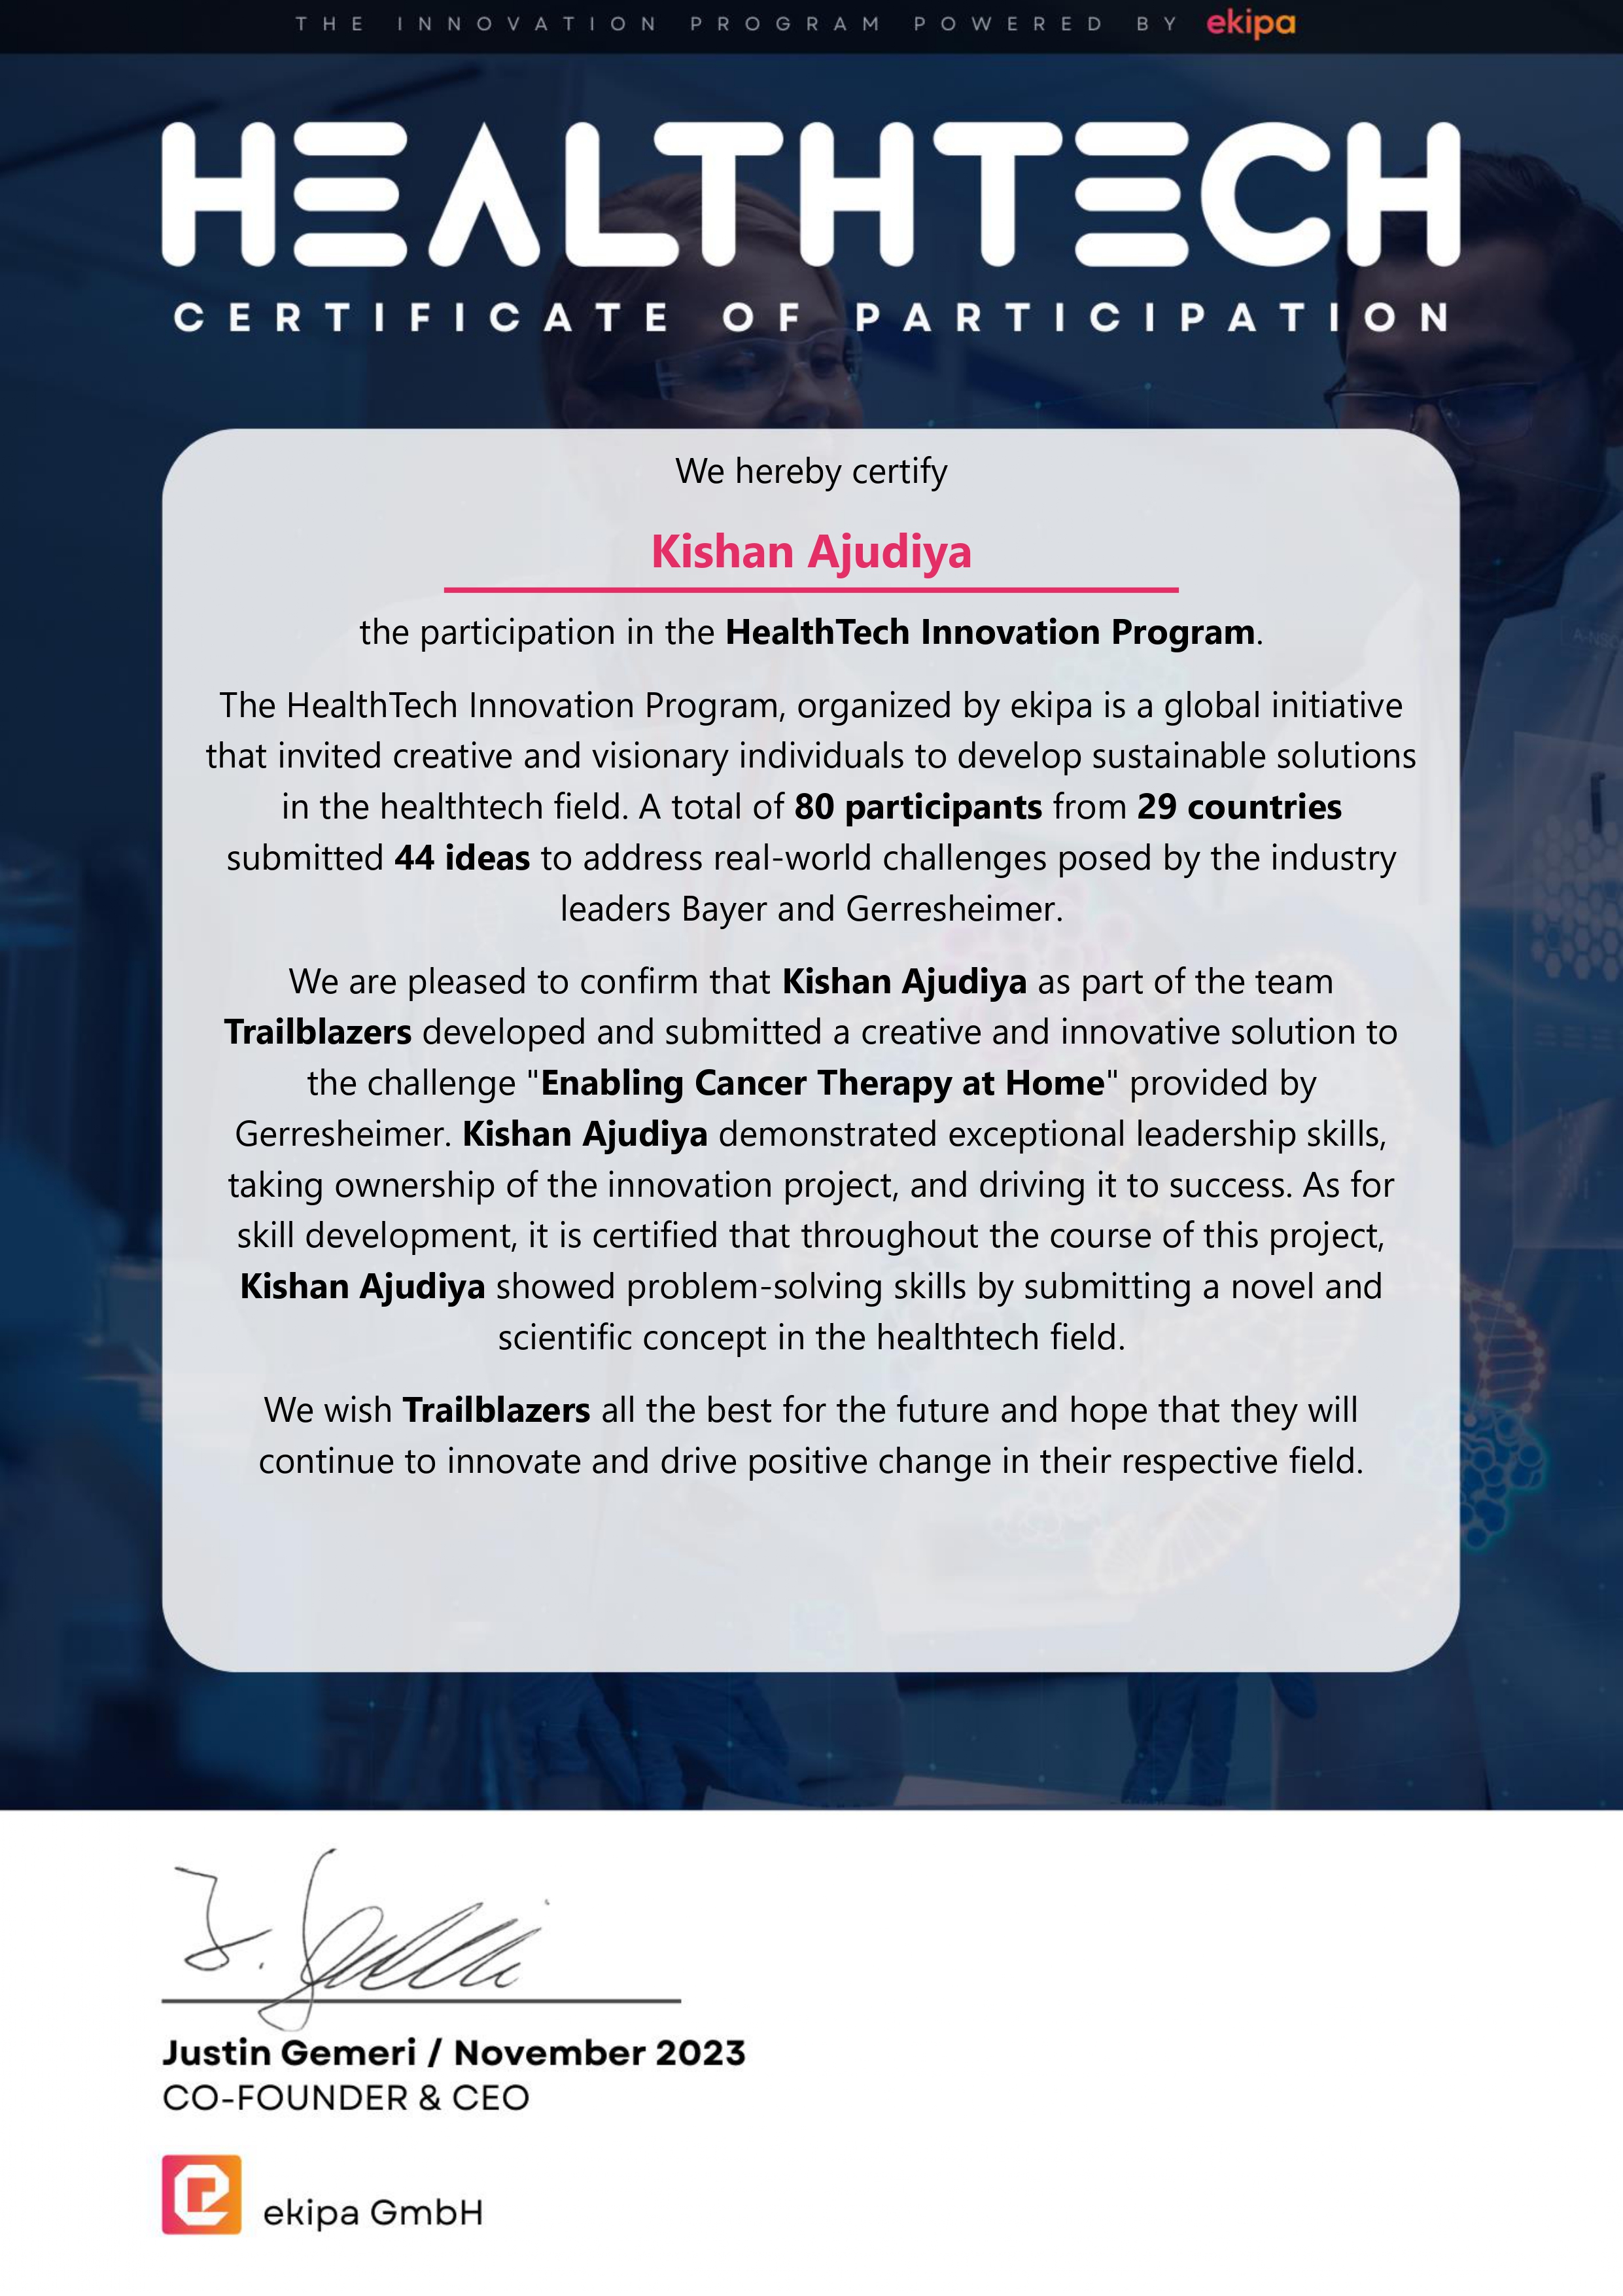 THE INNOVATION PROGRAM POWERED BY ekipa
HEALTHTECH
CERTIFICATE OF PARTICIPATION
We hereby certify
Kishan Ajudiya
the participation in the HealthTech Innovation Program.
The HealthTech Innovation Program, organized by ekipa is a global initiative
that invited creative and visionary individuals to develop sustainable solutions
in the healthtech field. A total of 80 participants from 29 countries
submitted 44 ideas to address real-world challenges posed by the industry
leaders Bayer and Gerresheimer.
We are pleased to confirm that Kishan Ajudiya as part of the team
Trailblazers developed and submitted a creative and innovative solution to
the challenge "Enabling Cancer Therapy at Home" provided by
Gerresheimer. Kishan Ajudiya demonstrated exceptional leadership skills,
taking ownership of the innovation project, and driving it to success. As for
skill development, it is certified that throughout the course of this project,
Kishan Ajudiya showed problem-solving skills by submitting a novel and
scientific concept in the healthtech field.
We wish Trailblazers all the best for the future and hope that they will
continue to innovate and drive positive change in their respective field.
Justin Gemeri / November 2023
CO-FOUNDER & CEO
ekipa GmbH